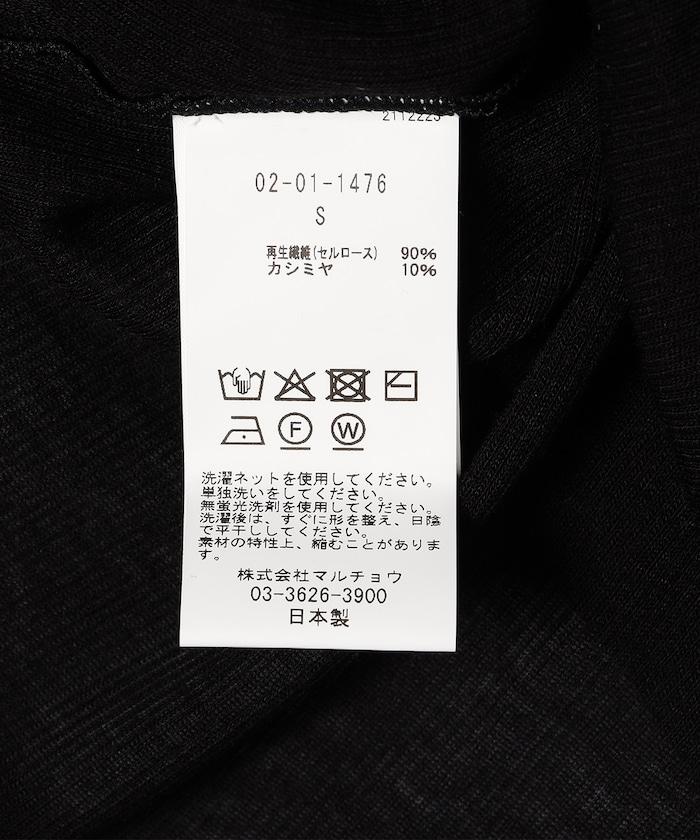 2112223
02-01-1476
S
再生繊維(セルロース) 90%
カシミヤ 10%
F W
洗濯ネットを使用してください。
単独洗いをしてください。
無蛍光洗剤を使用してください。
洗濯後は、すぐに形を整え、日陰
で平干ししてください。
素材の特性上、縮むことがありま
す。
株式会社マルチョウ
03-3626-3900
日本製